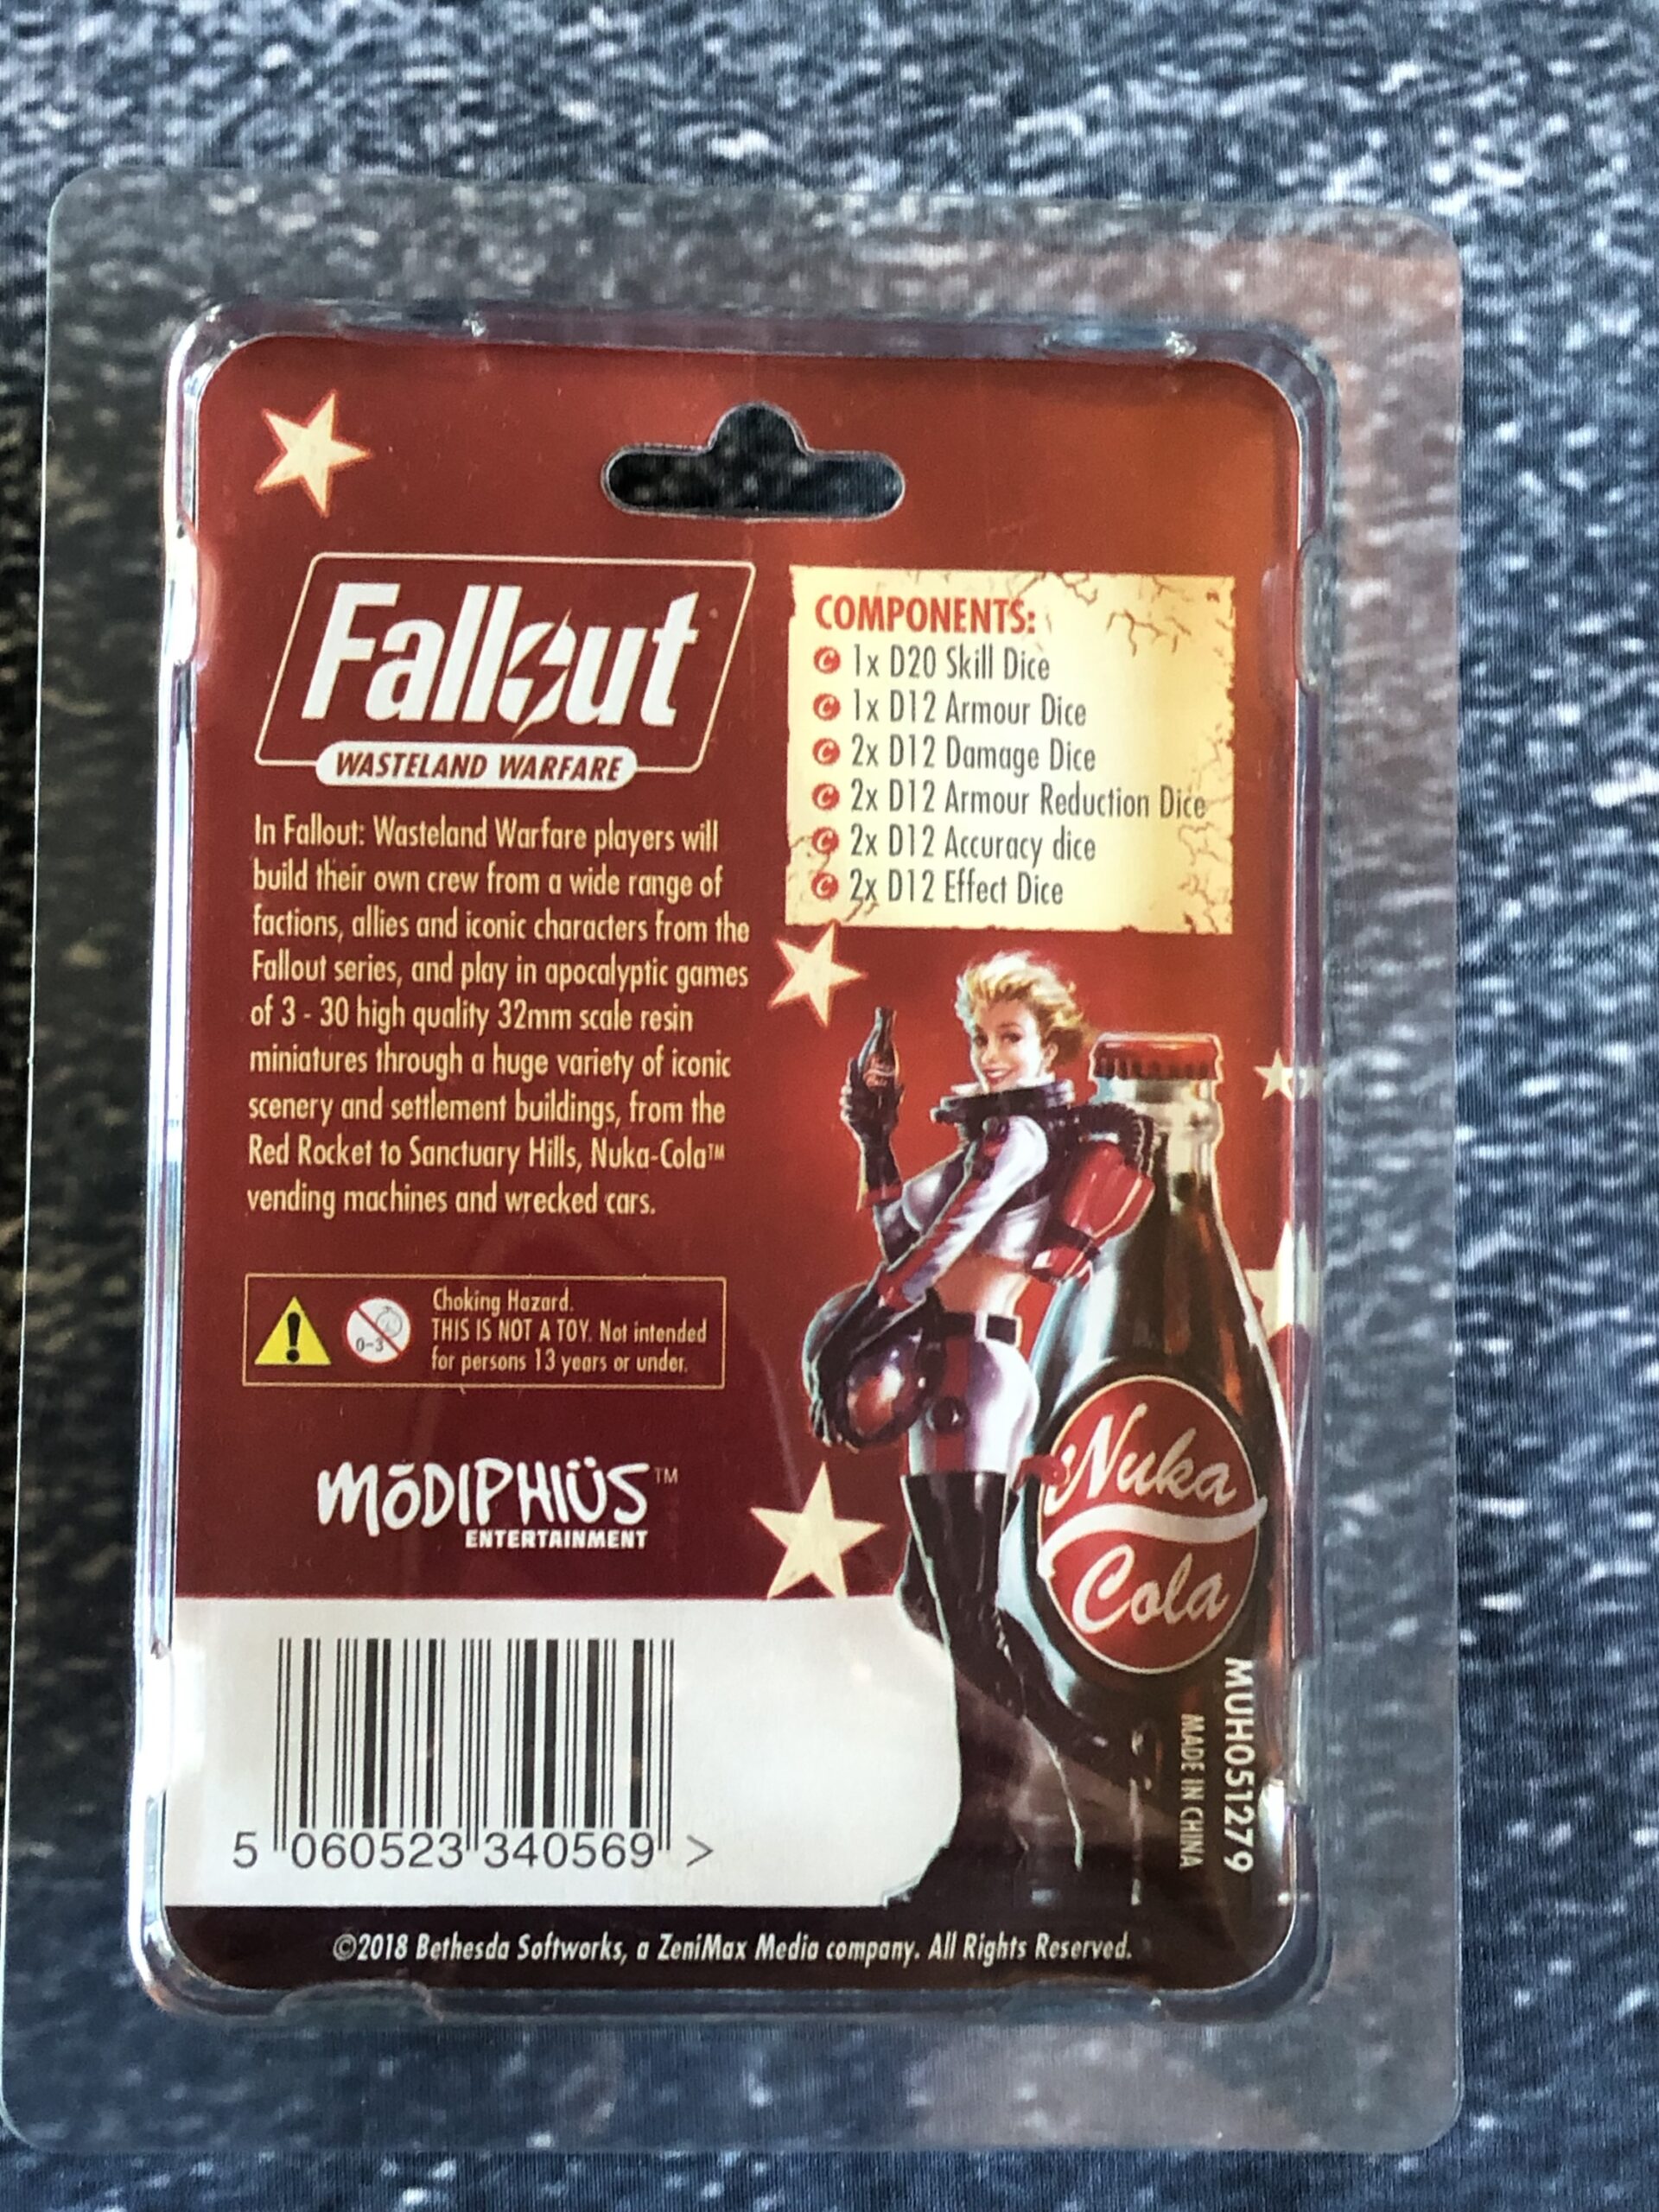 Fallout
WASTELAND WARFARE
In Fallout: Wasteland Warfare players will
build their own crew from a wide range of
factions, allies and iconic characters from the
Fallout series, and play in apocalyptic games
of 3 - 30 high quality 32mm scale resin
miniatures through a huge variety of iconic
scenery and settlement buildings, from the
Red Rocket to Sanctuary Hills, Nuka-Cola™
vending machines and wrecked cars.
COMPONENTS:
1x D20 Skill Dice
1x D12 Armour Dice
2x D12 Damage Dice
2x D12 Armour Reduction Dice
2x D12 Accuracy dice
2x D12 Effect Dice
0-3
Choking Hazard.
THIS IS NOT A TOY. Not intended
for persons 13 years or under.
MōDIPHIÜS™
ENTERTAINMENT
Nuka
Cola
MUH051279
MADE IN CHINA
5 060523 340569 >
©2018 Bethesda Softworks, a ZeniMax Media company. All Rights Reserved.